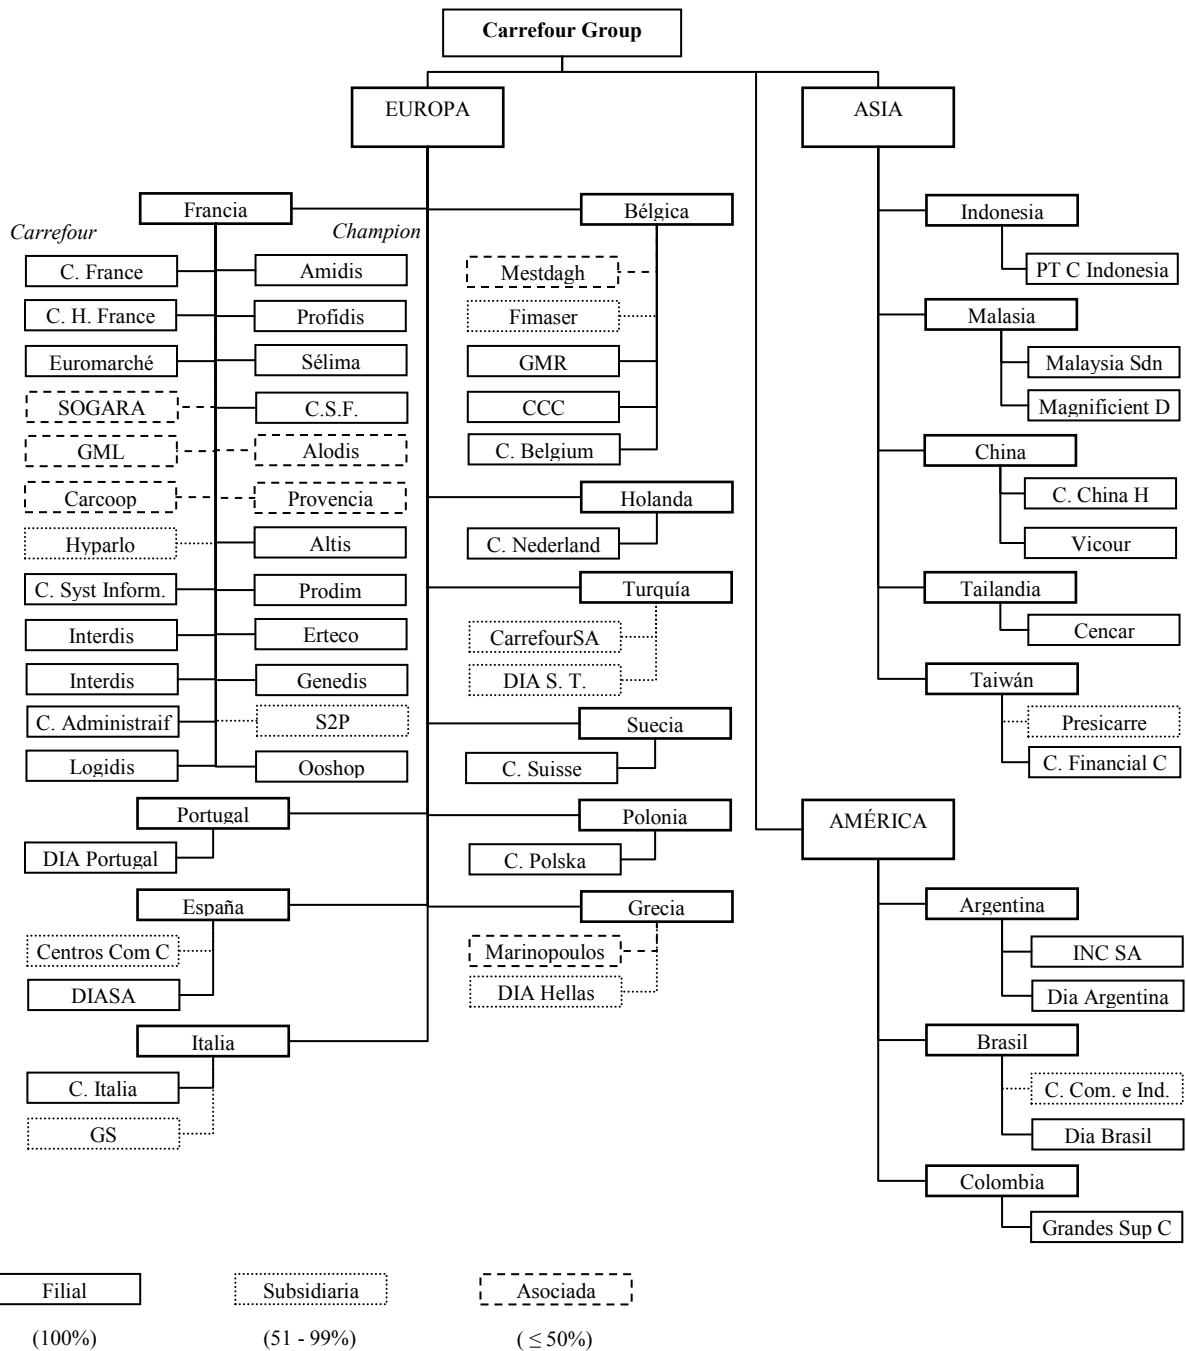 Carrefour Group
EUROPA
ASIA
Francia
Bélgica
Indonesia
Carrefour
Champion
C. France
Amidis
Mestdagh
PT C Indonesia
C. H. France
Profidis
Fimaser
Malasia
Euromarché
Sélima
GMR
Malaysia Sdn
SOGARA
C.S.F.
CCC
Magnificient D
GML
Alodis
C. Belgium
China
Carcoop
Provencia
Holanda
C. China H
Hyparlo
Altis
C. Nederland
Vicour
C. Syst Inform.
Prodim
Turquía
Tailandia
Interdis
Erteco
CarrefourSA
Cencar
Interdis
Genedis
DIA S. T.
Taiwán
C. Administraif
S2P
Suecia
Presicarre
Logidis
Ooshop
C. Suisse
C. Financial C
Portugal
Polonia
AMÉRICA
DIA Portugal
C. Polska
España
Grecia
Argentina
Centros Com C
Marinopoulos
INC SA
DIASA
DIA Hellas
Dia Argentina
Italia
Brasil
C. Italia
C. Com. e Ind.
GS
Dia Brasil
Colombia
Grandes Sup C
Filial
Subsidiaria
Asociada
(100%)
(51 - 99%)
( ≤ 50%)